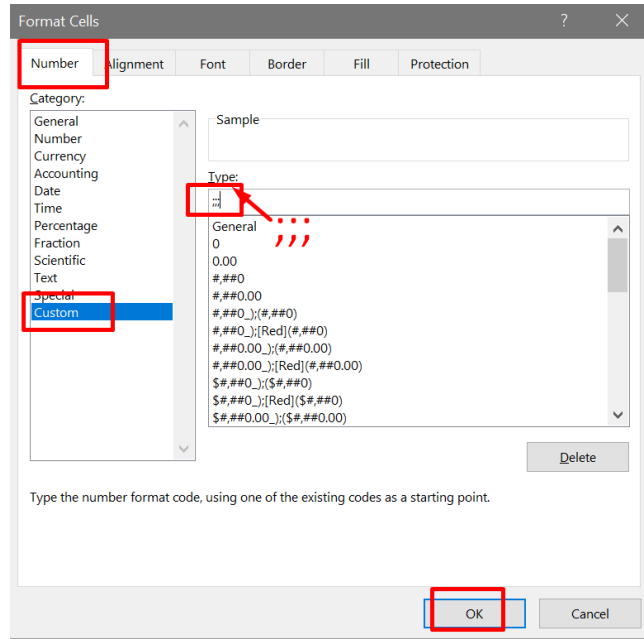 Format Cells ? ×
Number Alignment Font Border Fill Protection
Category:
General
Number
Currency
Accounting
Date
Time
Percentage
Fraction
Scientific
Text
Special
Custom
Sample
Type:
;;;
;;;
General
0
0.00
#,##0
#,##0.00
#,##0_);(#,##0)
#,##0_);[Red](#,##0)
#,##0.00_);(#,##0.00)
#,##0.00_);[Red](#,##0.00)
$#,##0_);($#,##0)
$#,##0_);[Red]($#,##0)
$#,##0.00_);($#,##0.00)
Delete
Type the number format code, using one of the existing codes as a starting point.
OK Cancel